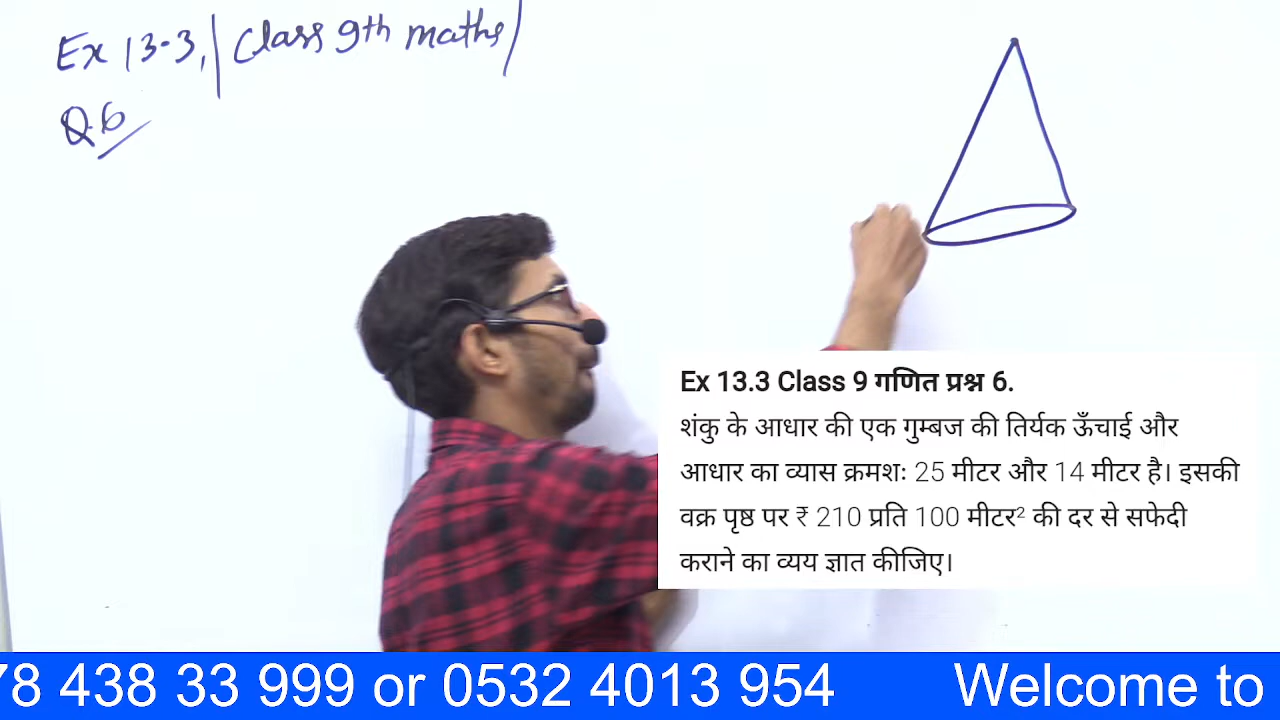 Ex 13.3, | Class 9th maths |
Q.6
Ex 13.3 Class 9 गणित प्रश्न 6.
शंकु के आधार की एक गुम्बज की तिर्यक ऊँचाई और
आधार का व्यास क्रमशः 25 मीटर और 14 मीटर है। इसकी
वक्र पृष्ठ पर ₹ 210 प्रति 100 मीटर² की दर से सफेदी
कराने का व्यय ज्ञात कीजिए।
78 438 33 999 or 0532 4013 954 Welcome to